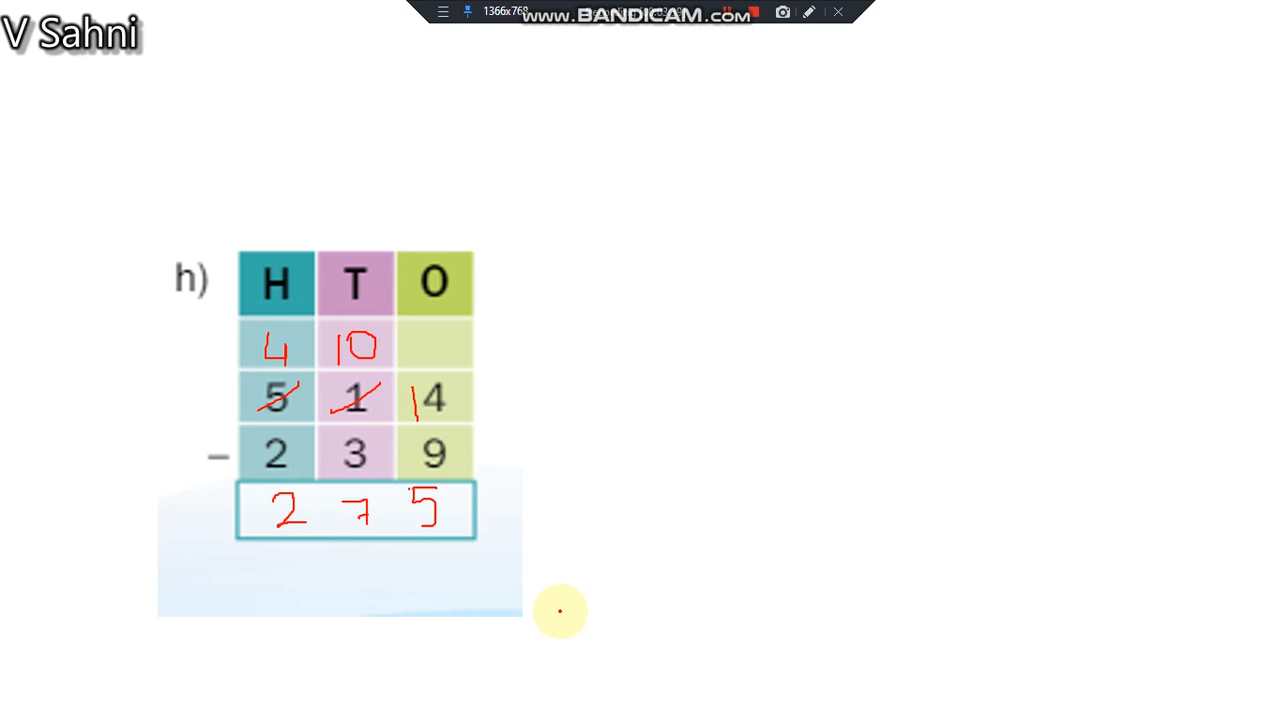 1366x768
www.BANDICAM.com
V Sahni
h)
H T O
4 10
5 1 14
- 2 3 9
2 7 5